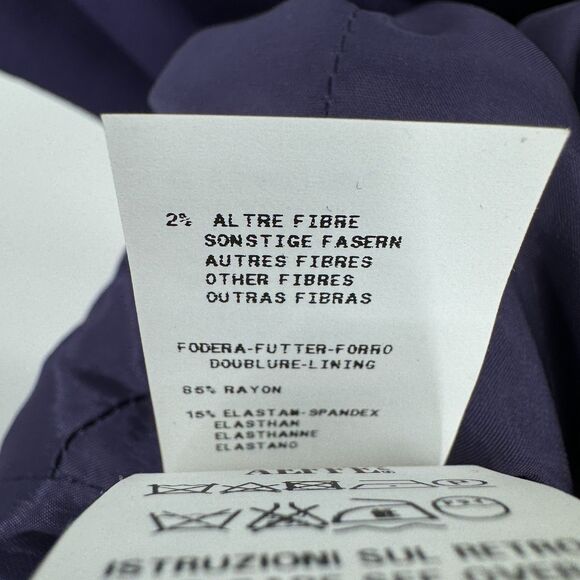 2% ALTRE FIBRE
SONSTIGE FASERN
AUTRES FIBRES
OTHER FIBRES
OUTRAS FIBRAS
FODERA-FUTTER-FORRO
DOUBLURE-LINING
85% RAYON
15% ELASTAM-SPANDEX
ELASTHAN
ELASTHANNE
ELASTANO
ISTRUZIONI SUL RETRO